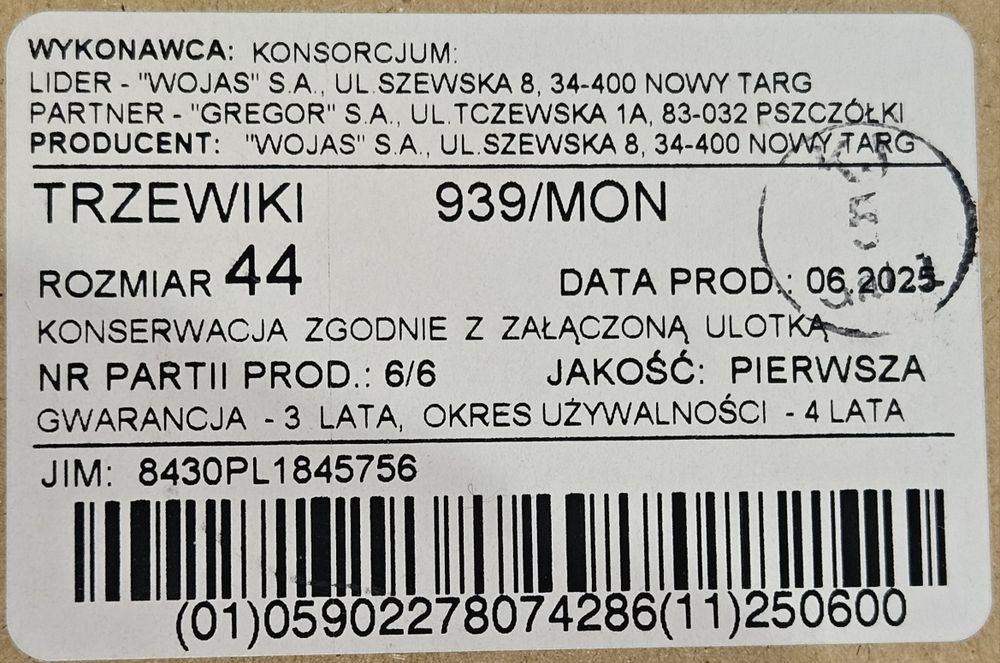 WYKONAWCA: KONSORCJUM:
LIDER - "WOJAS" S.A., UL.SZEWSKA 8, 34-400 NOWY TARG
PARTNER - "GREGOR" S.A., UL.TCZEWSKA 1A, 83-032 PSZCZÓŁKI
PRODUCENT: "WOJAS" S.A., UL.SZEWSKA 8, 34-400 NOWY TARG
TRZEWIKI 939/MON
ROZMIAR 44 DATA PROD.: 06.2025
KONSERWACJA ZGODNIE Z ZAŁĄCZONĄ ULOTKĄ
NR PARTII PROD.: 6/6 JAKOŚĆ: PIERWSZA
GWARANCJA - 3 LATA, OKRES UŻYWALNOŚCI - 4 LATA
JIM: 8430PL1845756
(01)05902278074286(11)250600